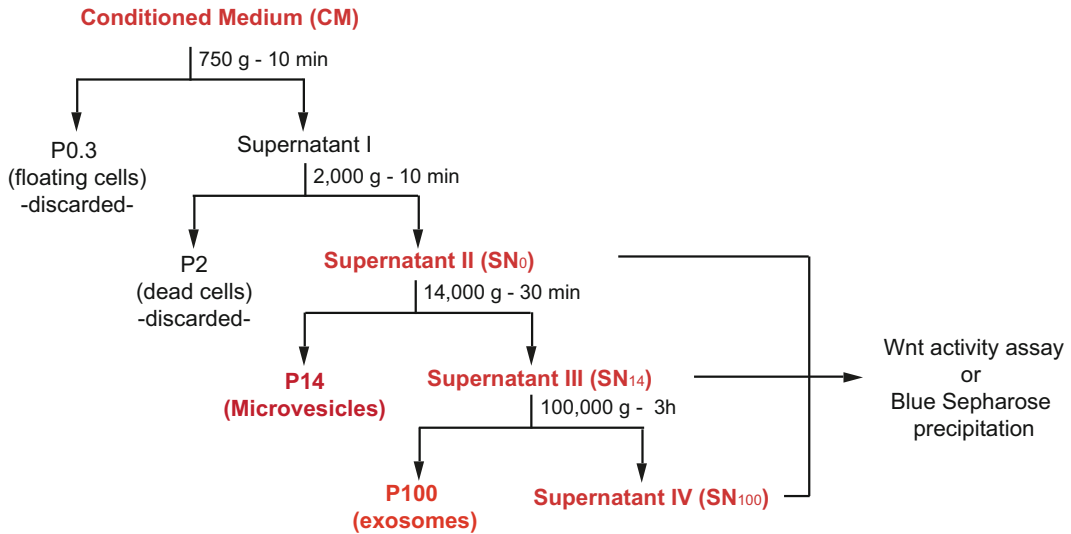 Conditioned Medium (CM)
750 g - 10 min
P0.3
(floating cells)
-discarded-
Supernatant I
2,000 g - 10 min
P2
(dead cells)
-discarded-
Supernatant II (SN0)
14,000 g - 30 min
P14
(Microvesicles)
Supernatant III (SN14)
100,000 g -  3h
P100
(exosomes)
Supernatant IV (SN100)
Wnt activity assay
or
Blue Sepharose
precipitation